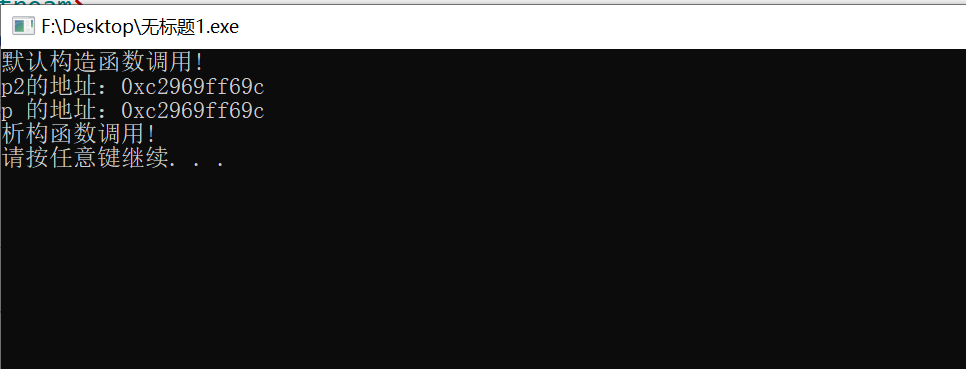 F:\Desktop\无标题1.exe
默认构造函数调用!
p2的地址：0xc2969ff69c
p 的地址：0xc2969ff69c
析构函数调用!
请按任意键继续. . .